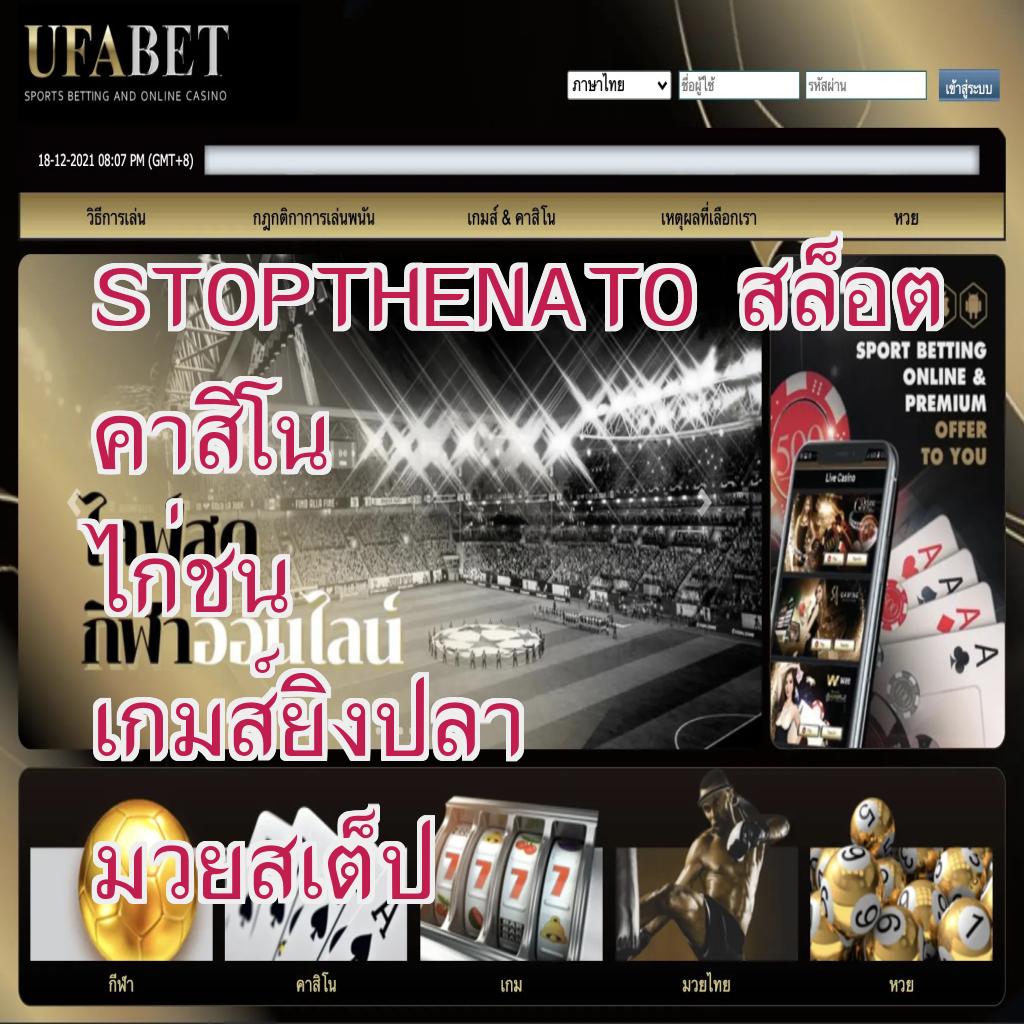 UFABET
SPORTS BETTING AND ONLINE CASINO
ภาษาไทย ชื่อผู้ใช้ รหัสผ่าน เข้าสู่ระบบ
18-12-2021 08:07 PM (GMT+8)
วิธีการเล่น กฎกติกาการเล่นพนัน เกมส์ & คาสิโน เหตุผลที่เลือกเรา หวย
STOPTHENATO สล็อต
คาสิโน
ไก่ชน
เกมส์ยิงปลา
มวยสเต็ป
กีฬาออนไลน์
SPORT BETTING
ONLINE &
PREMIUM
OFFER
TO YOU
Live Casino
กีฬา คาสิโน เกม มวยไทย หวย